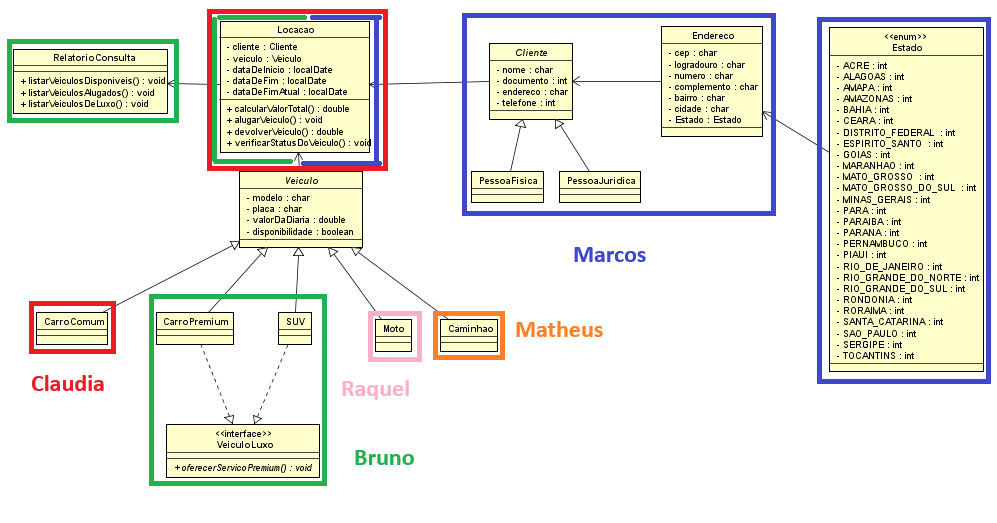 RelatorioConsulta
+ listarVeiculosDisponiveis() : void
+ listarVeiculosAlugados() : void
+ listarVeiculosDeLuxo() : void
Locacao
- cliente : Cliente
- veiculo : Veiculo
- dataDeInicio : localDate
- dataDeFim : localDate
- dataDeFimAtual : localDate
+ calcularValorTotal() : double
+ alugarVeiculo() : void
+ devolverVeiculo() : double
+ verificarStatusDoVeiculo() : void
Cliente
- nome : char
- documento : int
- endereco : char
- telefone : int
PessoaFisica
PessoaJuridica
Endereco
- cep : char
- logradouro : char
- numero : char
- complemento : char
- bairro : char
- cidade : char
- Estado : Estado
<<enum>>
Estado
- ACRE : int
- ALAGOAS : int
- AMAPA : int
- AMAZONAS : int
- BAHIA : int
- CEARA : int
- DISTRITO_FEDERAL : int
- ESPIRITO_SANTO : int
- GOIAS : int
- MARANHAO : int
- MATO_GROSSO : int
- MATO_GROSSO_DO_SUL : int
- MINAS_GERAIS : int
- PARA : int
- PARAIBA : int
- PARANA : int
- PERNAMBUCO : int
- PIAUI : int
- RIO_DE_JANEIRO : int
- RIO_GRANDE_DO_NORTE : int
- RIO_GRANDE_DO_SUL : int
- RONDONIA : int
- RORAIMA : int
- SANTA_CATARINA : int
- SAO_PAULO : int
- SERGIPE : int
- TOCANTINS : int
Marcos
Veiculo
- modelo : char
- placa : char
- valorDaDiaria : double
- disponibilidade : boolean
CarroComum
Claudia
CarroPremium
SUV
<<interface>>
VeiculoLuxo
+ oferecerServicoPremium() : void
Bruno
Moto
Raquel
Caminhao
Matheus